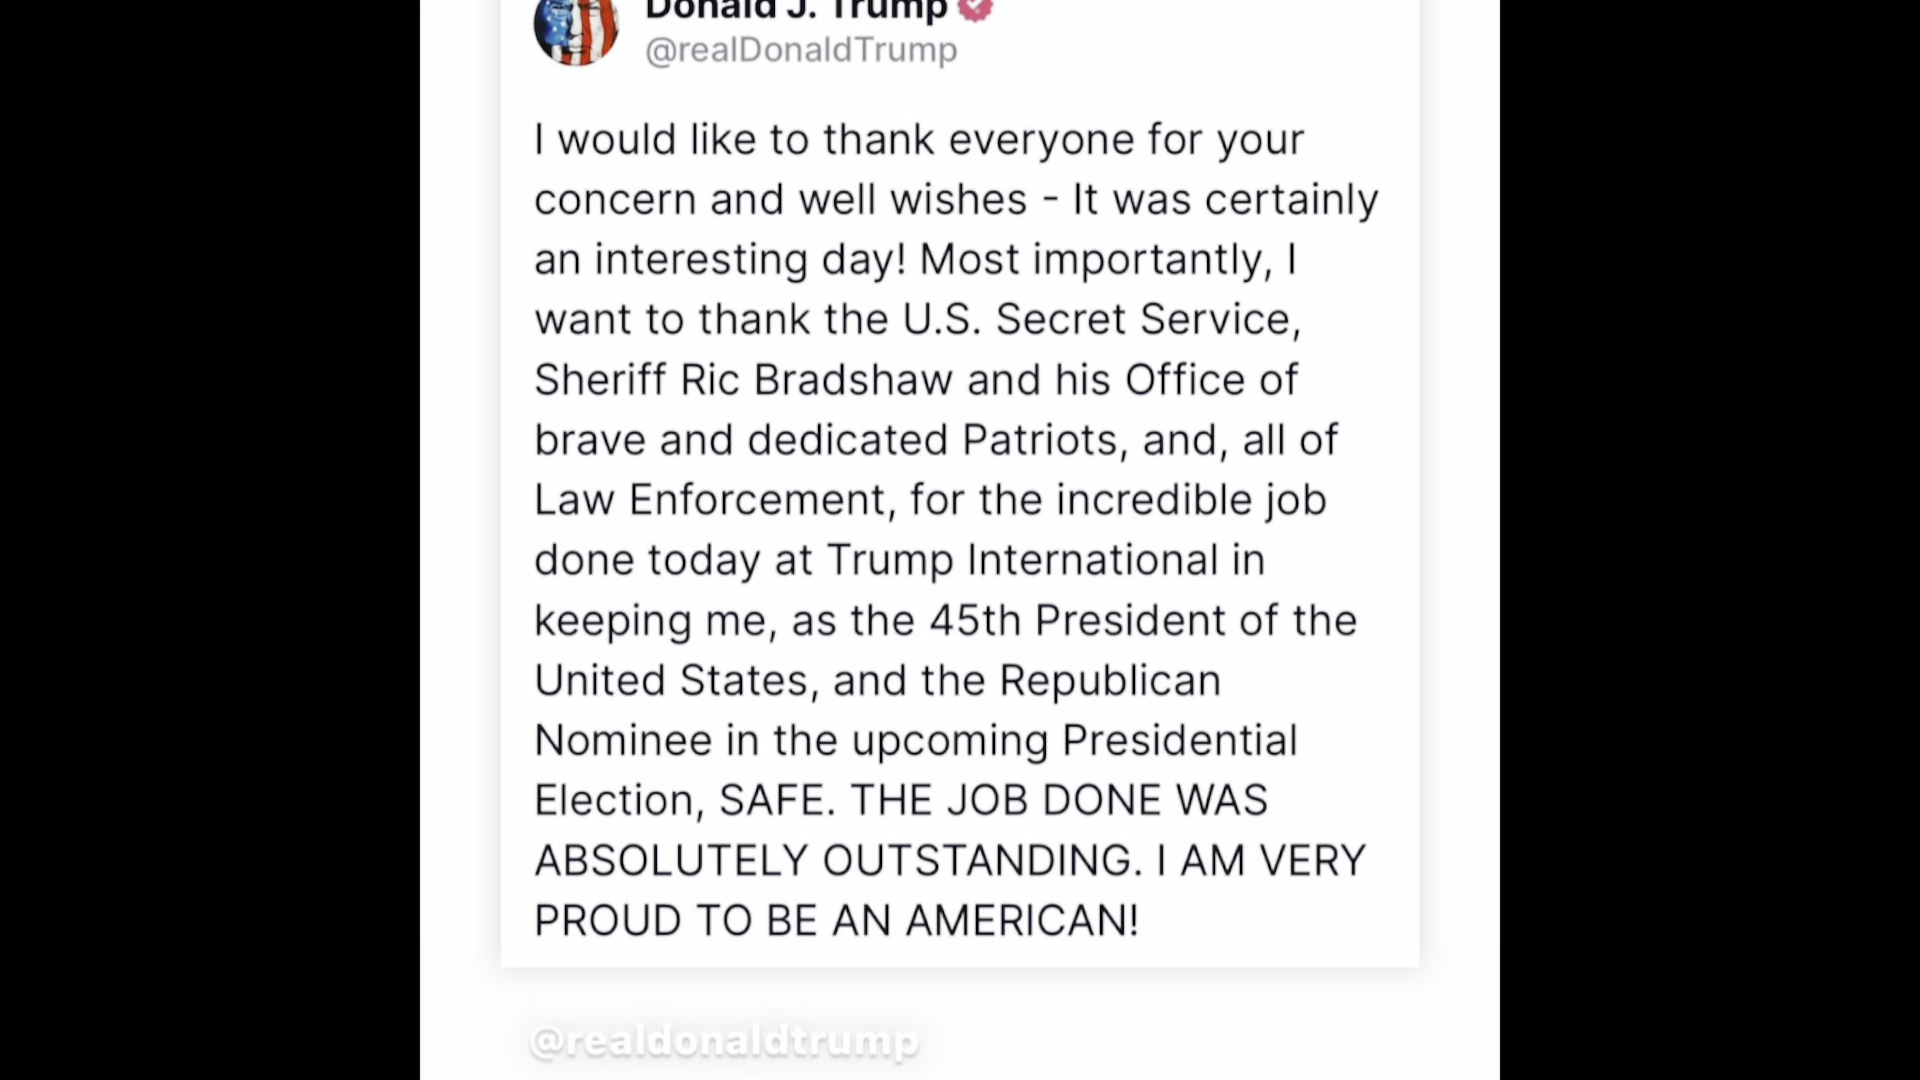 Donald J. Trump
@realDonaldTrump
I would like to thank everyone for your
concern and well wishes - It was certainly
an interesting day! Most importantly, I
want to thank the U.S. Secret Service,
Sheriff Ric Bradshaw and his Office of
brave and dedicated Patriots, and, all of
Law Enforcement, for the incredible job
done today at Trump International in
keeping me, as the 45th President of the
United States, and the Republican
Nominee in the upcoming Presidential
Election, SAFE. THE JOB DONE WAS
ABSOLUTELY OUTSTANDING. I AM VERY
PROUD TO BE AN AMERICAN!
@realdonaldtrump